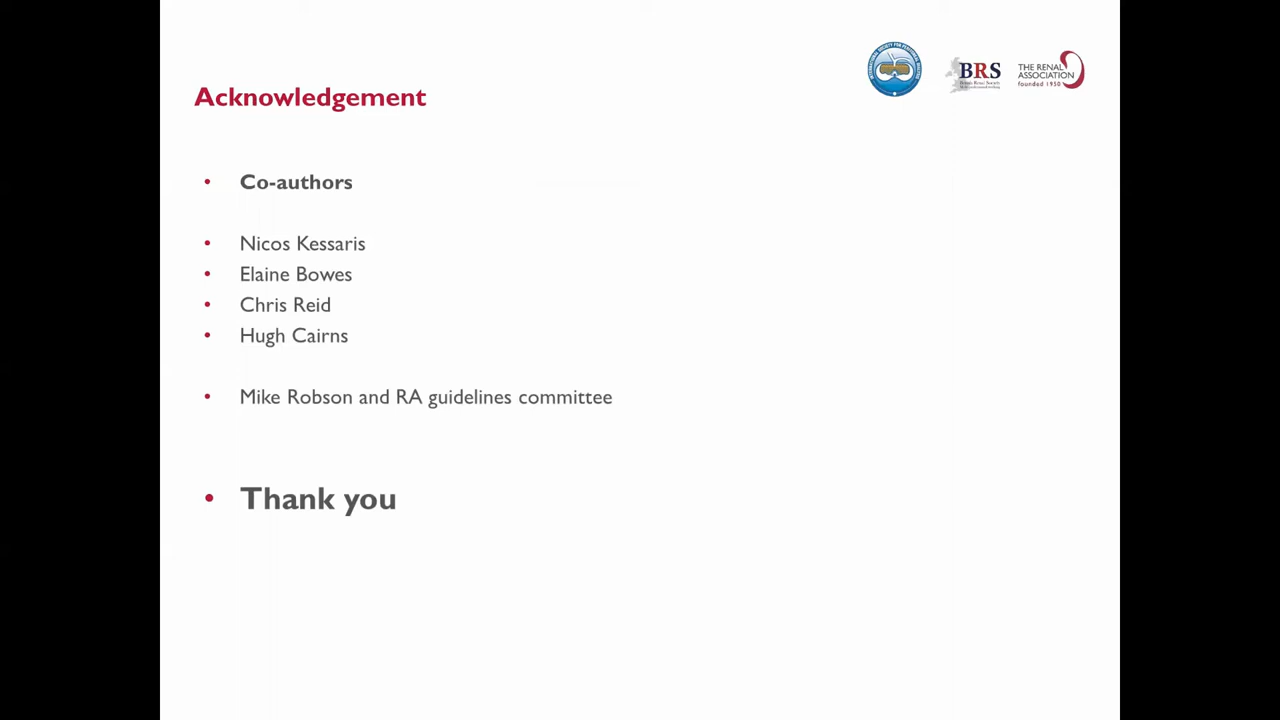 BRS
THE RENAL
ASSOCIATION
founded 1950
Acknowledgement
• Co-authors
• Nicos Kessaris
• Elaine Bowes
• Chris Reid
• Hugh Cairns
• Mike Robson and RA guidelines committee
• Thank you